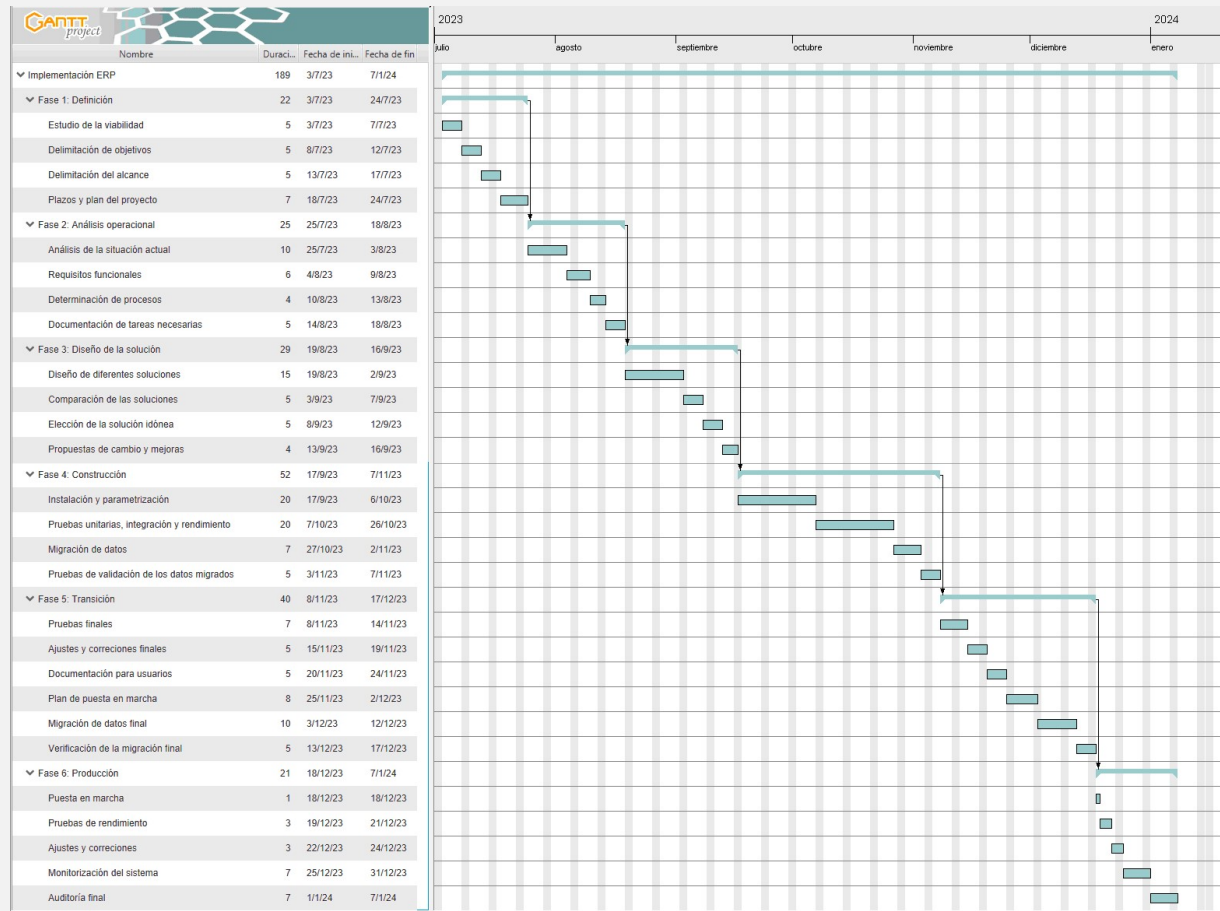 GANTT project
2023 2024
julio agosto septiembre octubre noviembre diciembre enero
Nombre Duraci... Fecha de ini... Fecha de fin
Implementación ERP 189 3/7/23 7/1/24
Fase 1: Definición 22 3/7/23 24/7/23
Estudio de la viabilidad 5 3/7/23 7/7/23
Delimitación de objetivos 5 8/7/23 12/7/23
Delimitación del alcance 5 13/7/23 17/7/23
Plazos y plan del proyecto 7 18/7/23 24/7/23
Fase 2: Análisis operacional 25 25/7/23 18/8/23
Análisis de la situación actual 10 25/7/23 3/8/23
Requisitos funcionales 6 4/8/23 9/8/23
Determinación de procesos 4 10/8/23 13/8/23
Documentación de tareas necesarias 5 14/8/23 18/8/23
Fase 3: Diseño de la solución 29 19/8/23 16/9/23
Diseño de diferentes soluciones 15 19/8/23 2/9/23
Comparación de las soluciones 5 3/9/23 7/9/23
Elección de la solución idónea 5 8/9/23 12/9/23
Propuestas de cambio y mejoras 4 13/9/23 16/9/23
Fase 4: Construcción 52 17/9/23 7/11/23
Instalación y parametrización 20 17/9/23 6/10/23
Pruebas unitarias, integración y rendimiento 20 7/10/23 26/10/23
Migración de datos 7 27/10/23 2/11/23
Pruebas de validación de los datos migrados 5 3/11/23 7/11/23
Fase 5: Transición 40 8/11/23 17/12/23
Pruebas finales 7 8/11/23 14/11/23
Ajustes y correciones finales 5 15/11/23 19/11/23
Documentación para usuarios 5 20/11/23 24/11/23
Plan de puesta en marcha 8 25/11/23 2/12/23
Migración de datos final 10 3/12/23 12/12/23
Verificación de la migración final 5 13/12/23 17/12/23
Fase 6: Producción 21 18/12/23 7/1/24
Puesta en marcha 1 18/12/23 18/12/23
Pruebas de rendimiento 3 19/12/23 21/12/23
Ajustes y correciones 3 22/12/23 24/12/23
Monitorización del sistema 7 25/12/23 31/12/23
Auditoría final 7 1/1/24 7/1/24